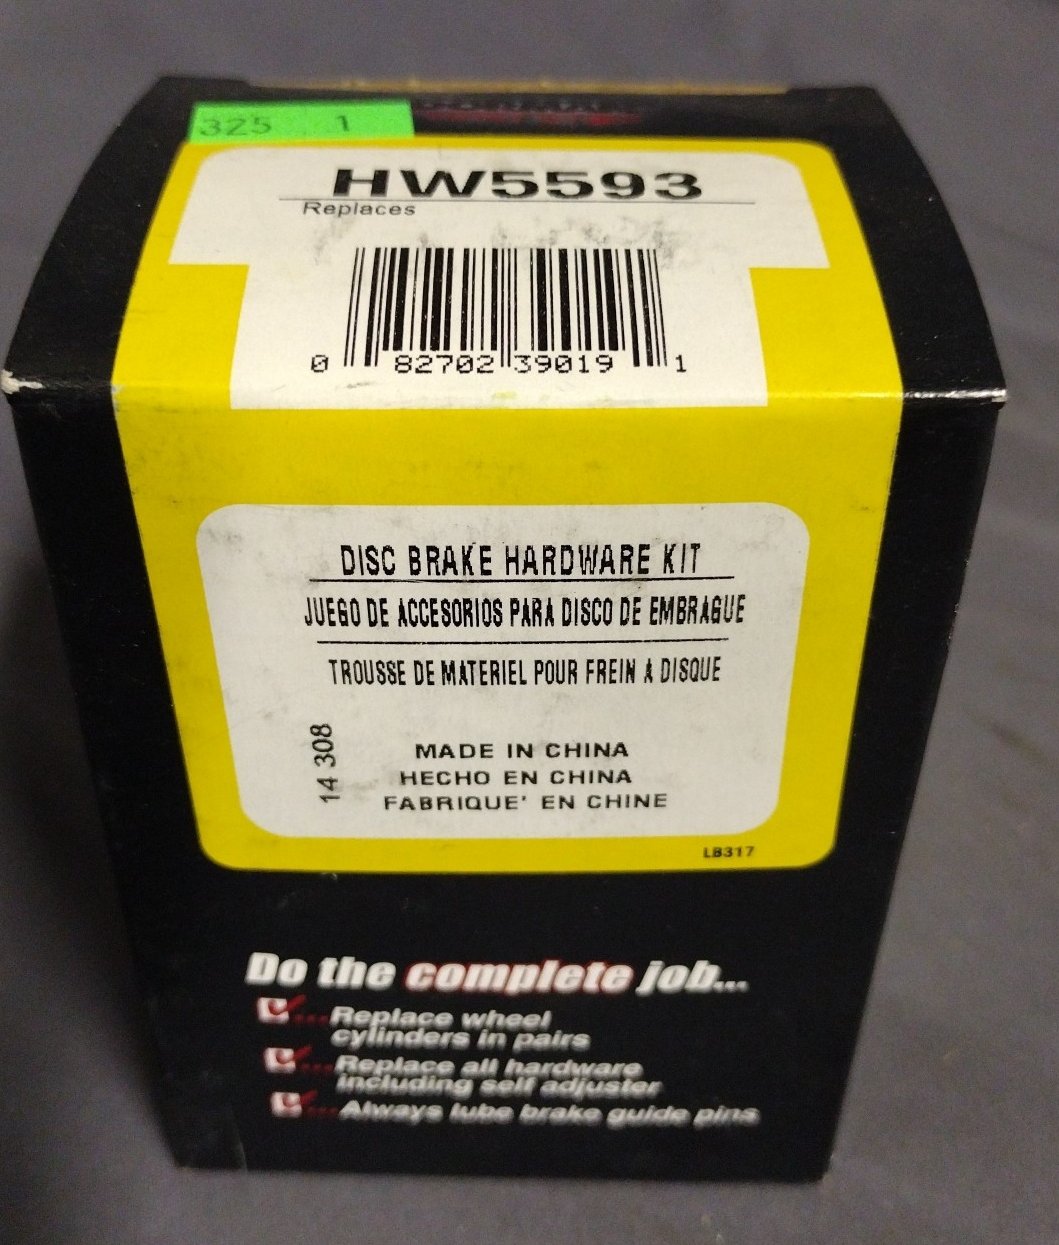 325 1
HW5593
Replaces
0 82702 39019 1
DISC BRAKE HARDWARE KIT
JUEGO DE ACCESORIOS PARA DISCO DE EMBRAGUE
TROUSSE DE MATERIEL POUR FREIN A DISQUE
14 308
MADE IN CHINA
HECHO EN CHINA
FABRIQUE' EN CHINE
LB317
Do the complete job...
...Replace wheel
cylinders in pairs
...Replace all hardware
including self adjuster
...Always lube brake guide pins